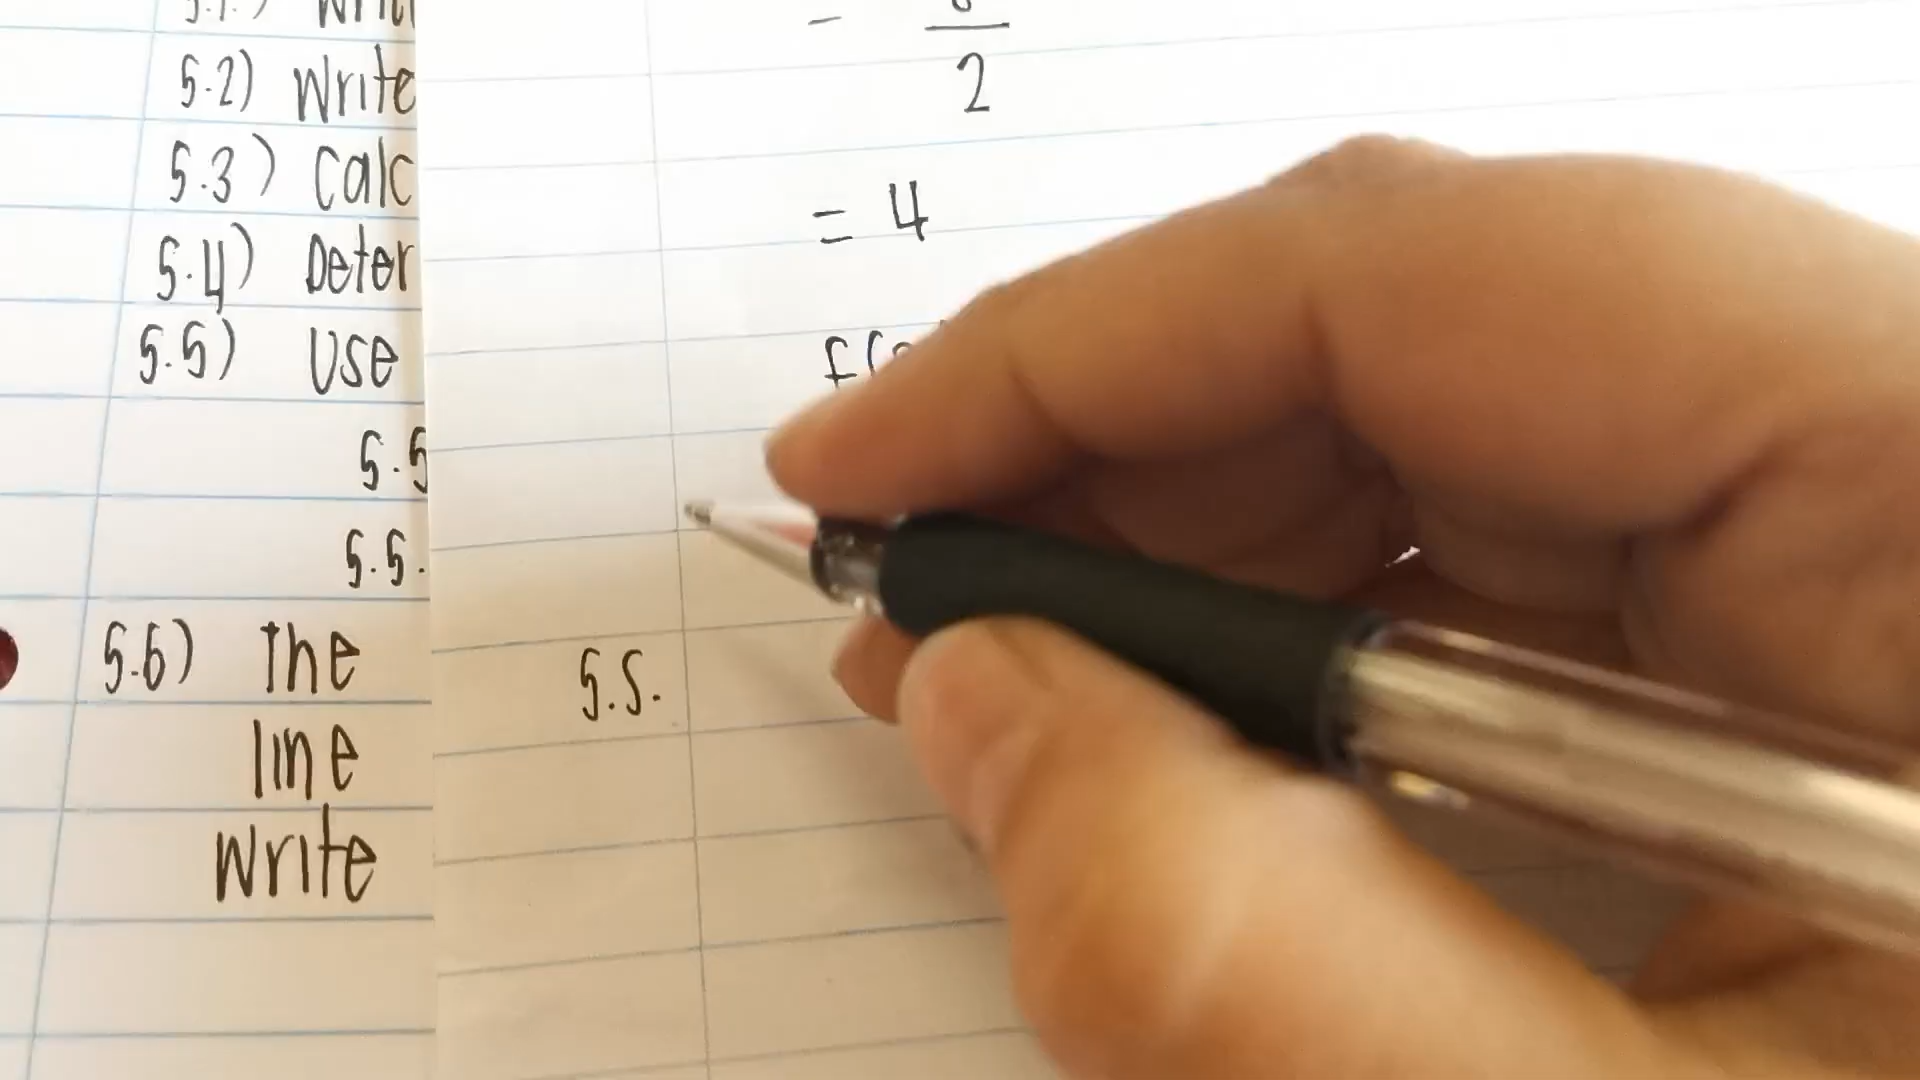 5.2) Write
5.3) Calc
5.4) Deter
5.5) Use
5.5
5.5.
5.6) The
line
write
2
= 4
5.5.